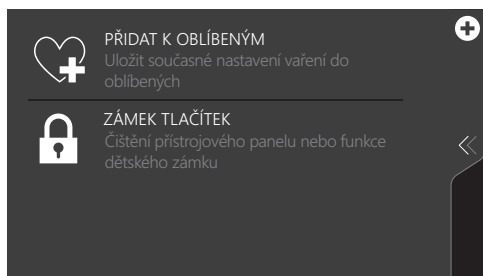 PŘIDAT K OBLÍBENÝM
Uložit současné nastavení vaření do
oblíbených
ZÁMEK TLAČÍTEK
Čištění přístrojového panelu nebo funkce
dětského zámku